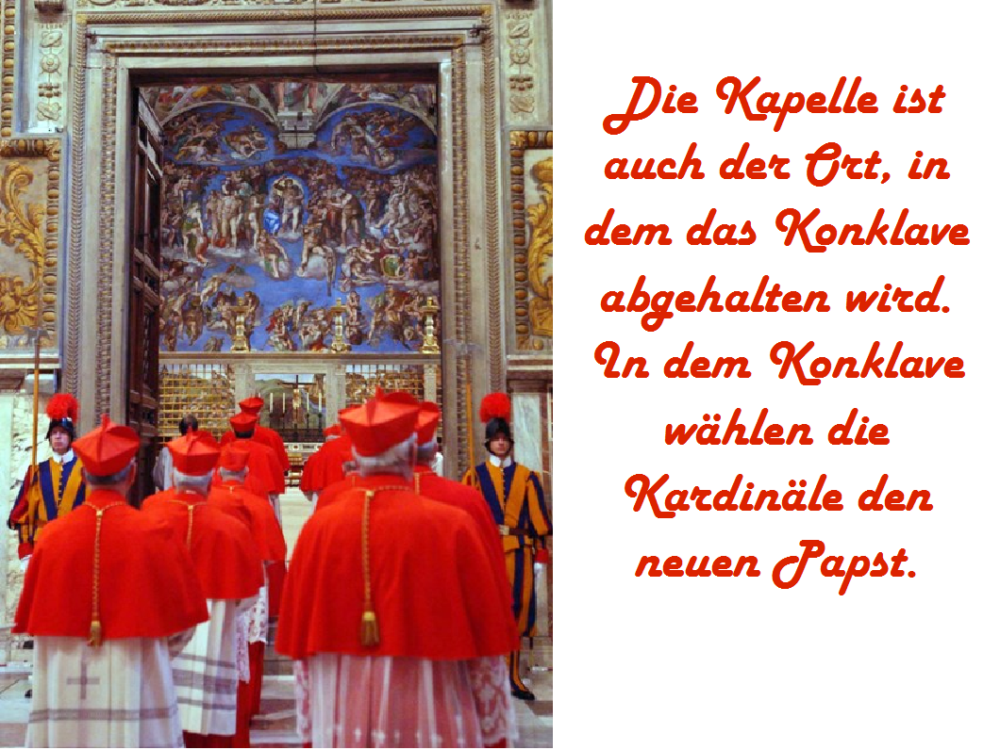 Die Kapelle ist
auch der Ort, in
dem das Konklave
abgehalten wird.
In dem Konklave
wählen die
Kardinäle den
neuen Papst.